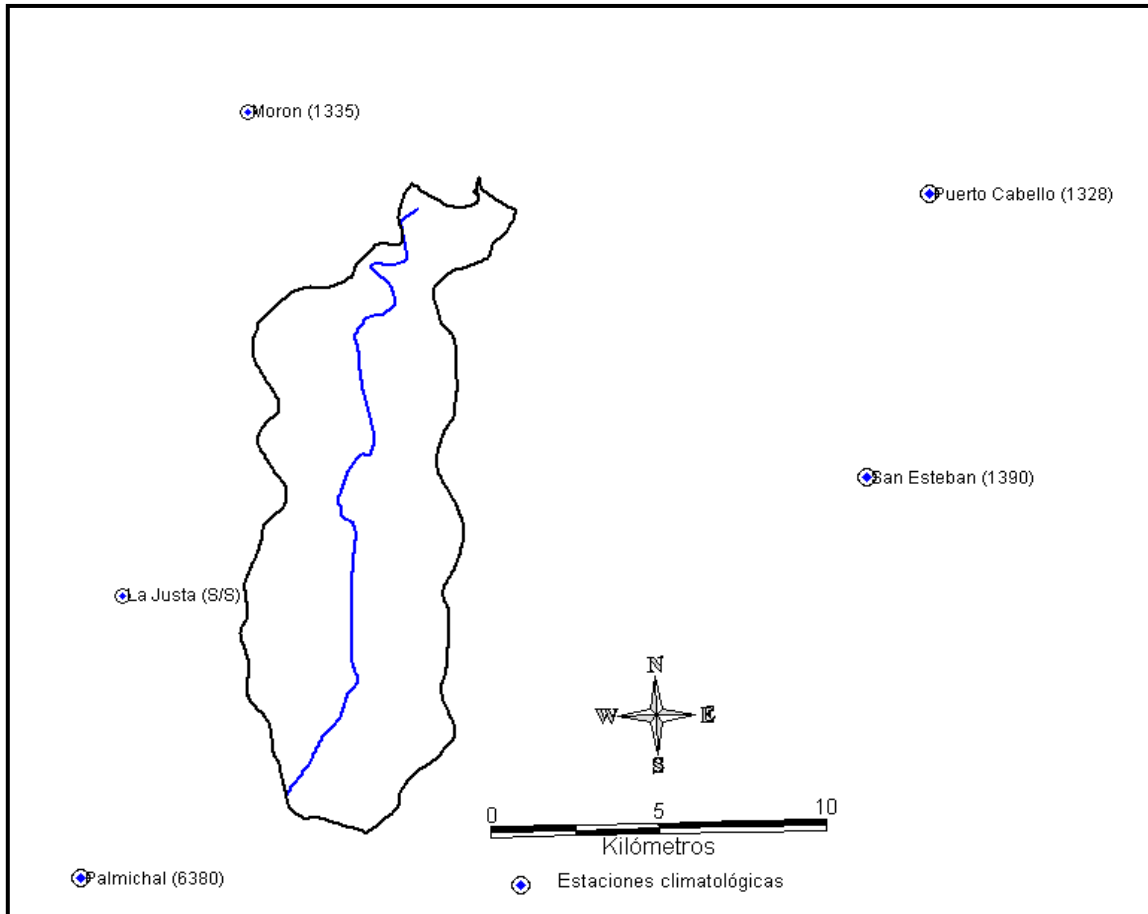 Moron (1335)
Puerto Cabello (1328)
San Esteban (1390)
La Justa (S/S)
N
W E
S
0 5 10
Kilómetros
Palmichal (6380)
Estaciones climatológicas